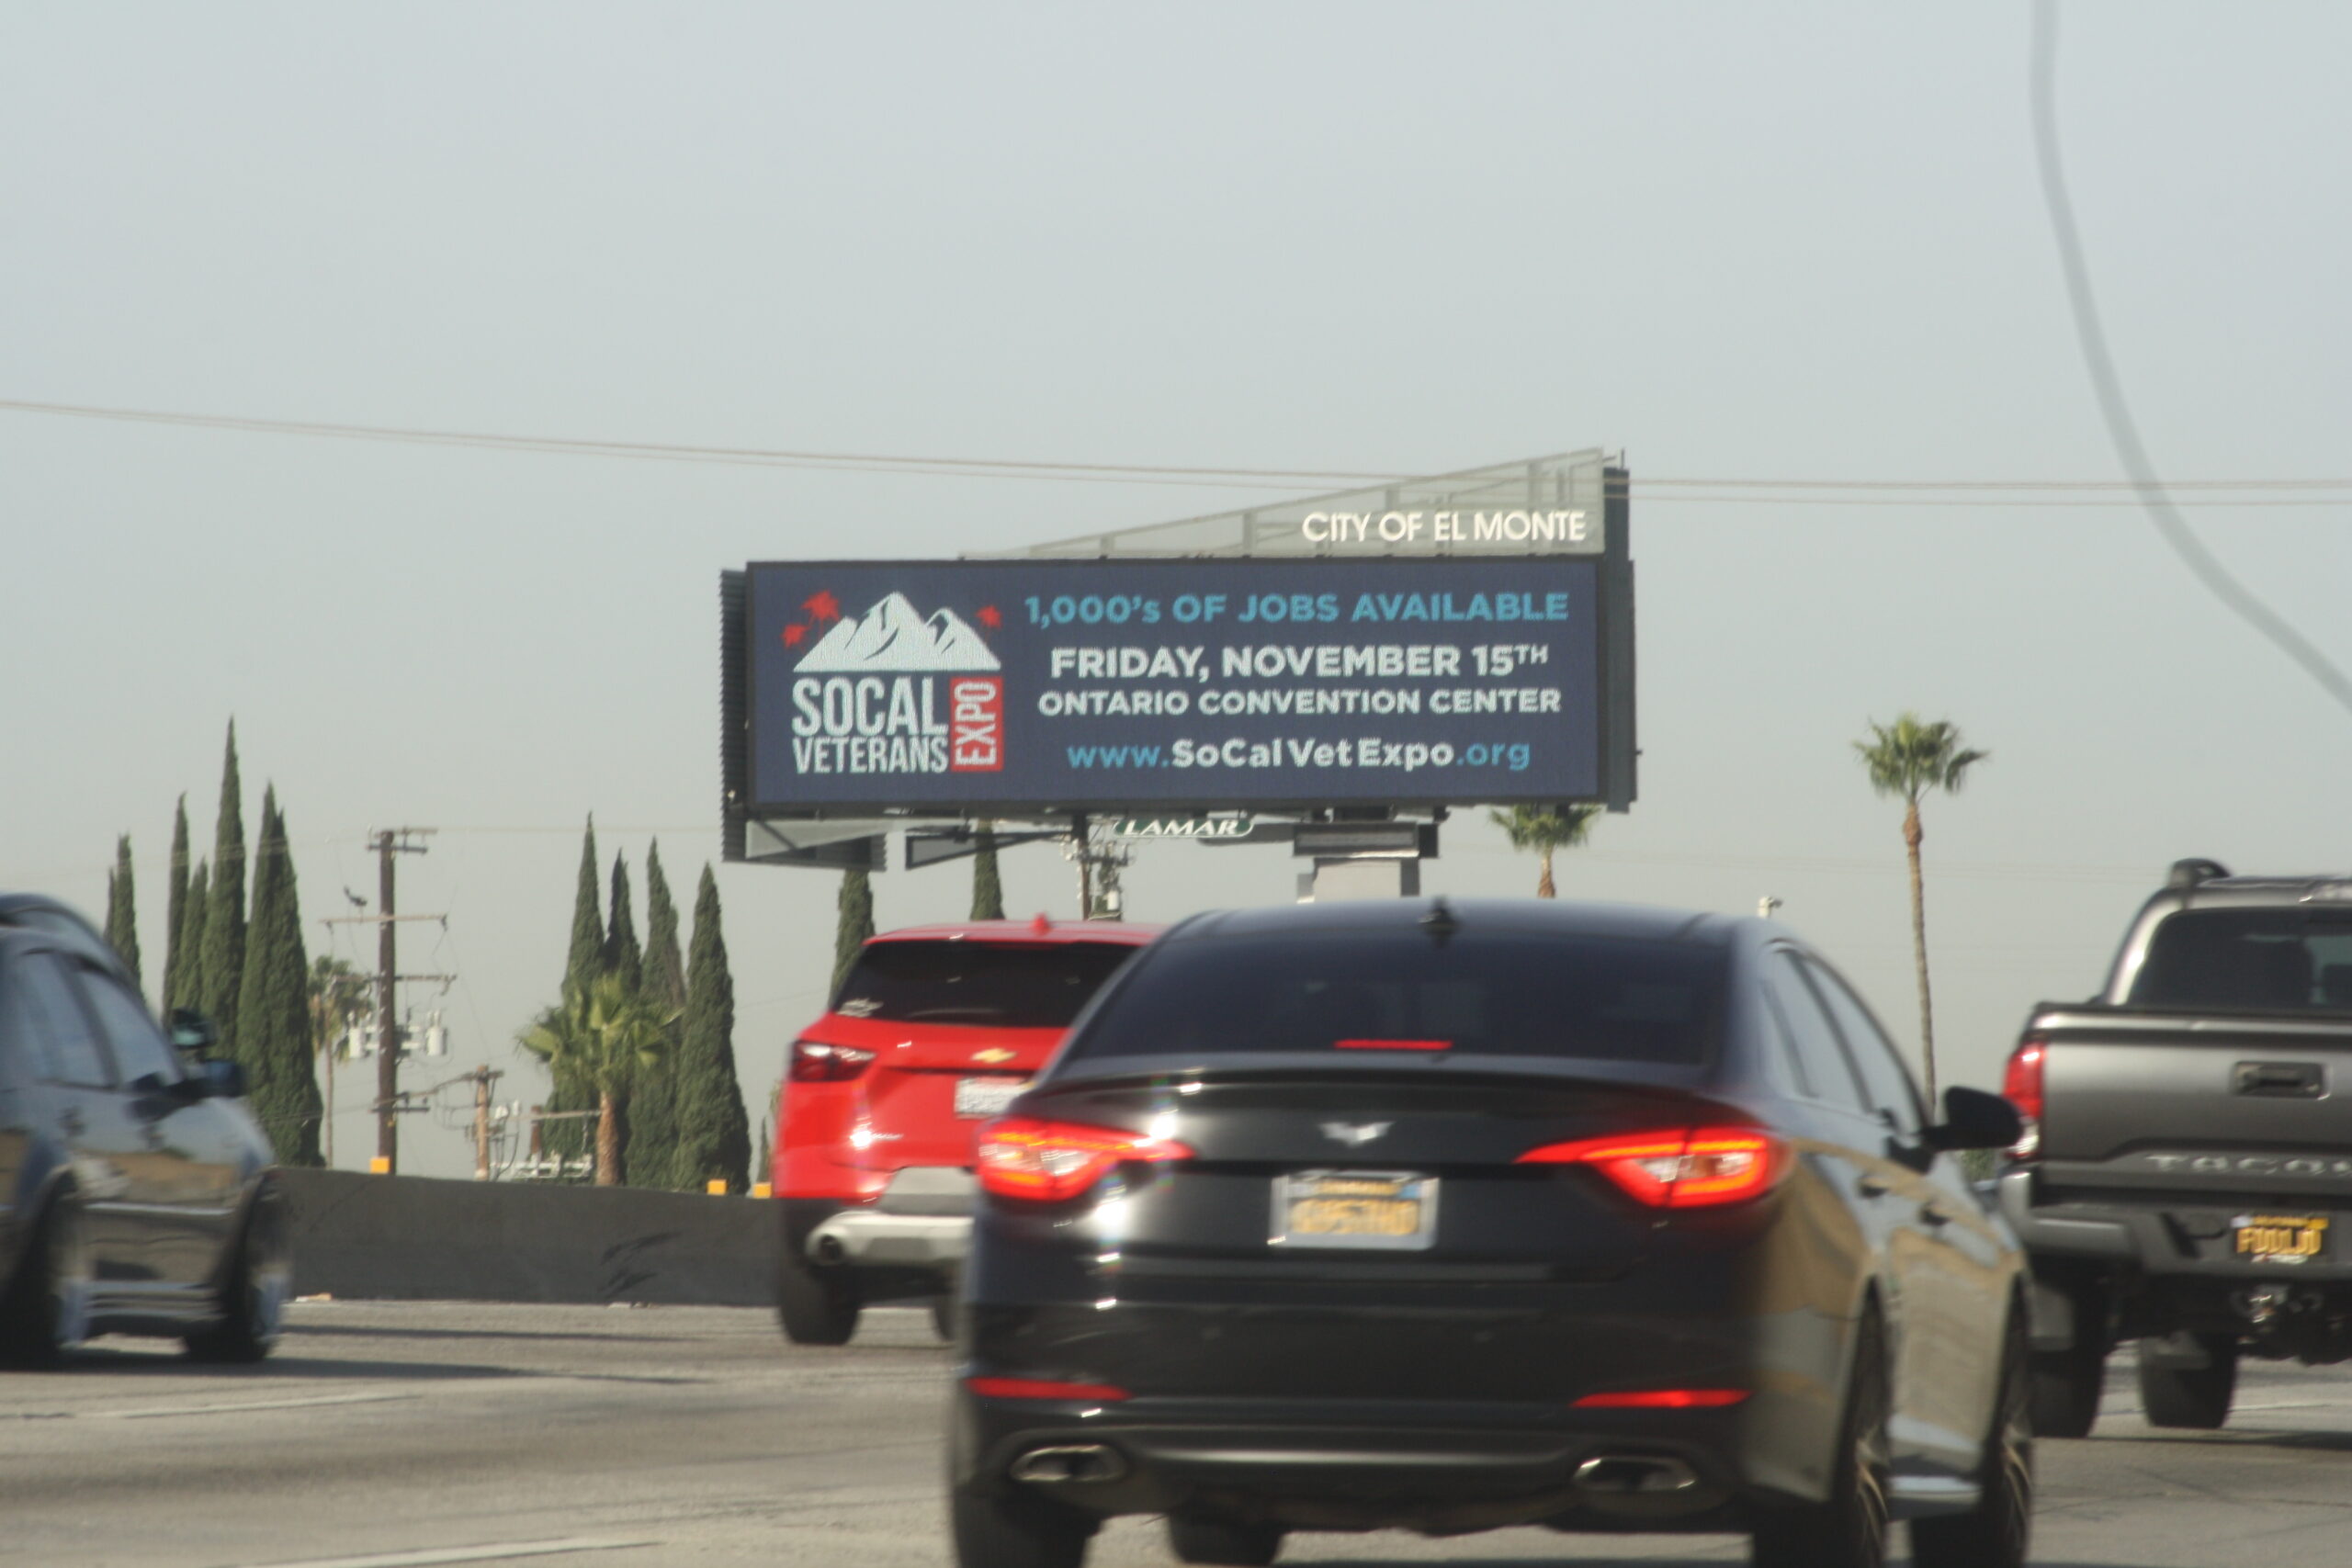 CITY OF EL MONTE
1,000's OF JOBS AVAILABLE
FRIDAY, NOVEMBER 15TH
ONTARIO CONVENTION CENTER
www.SoCalVetExpo.org
SOCAL
VETERANS
EXPO
LAMAR